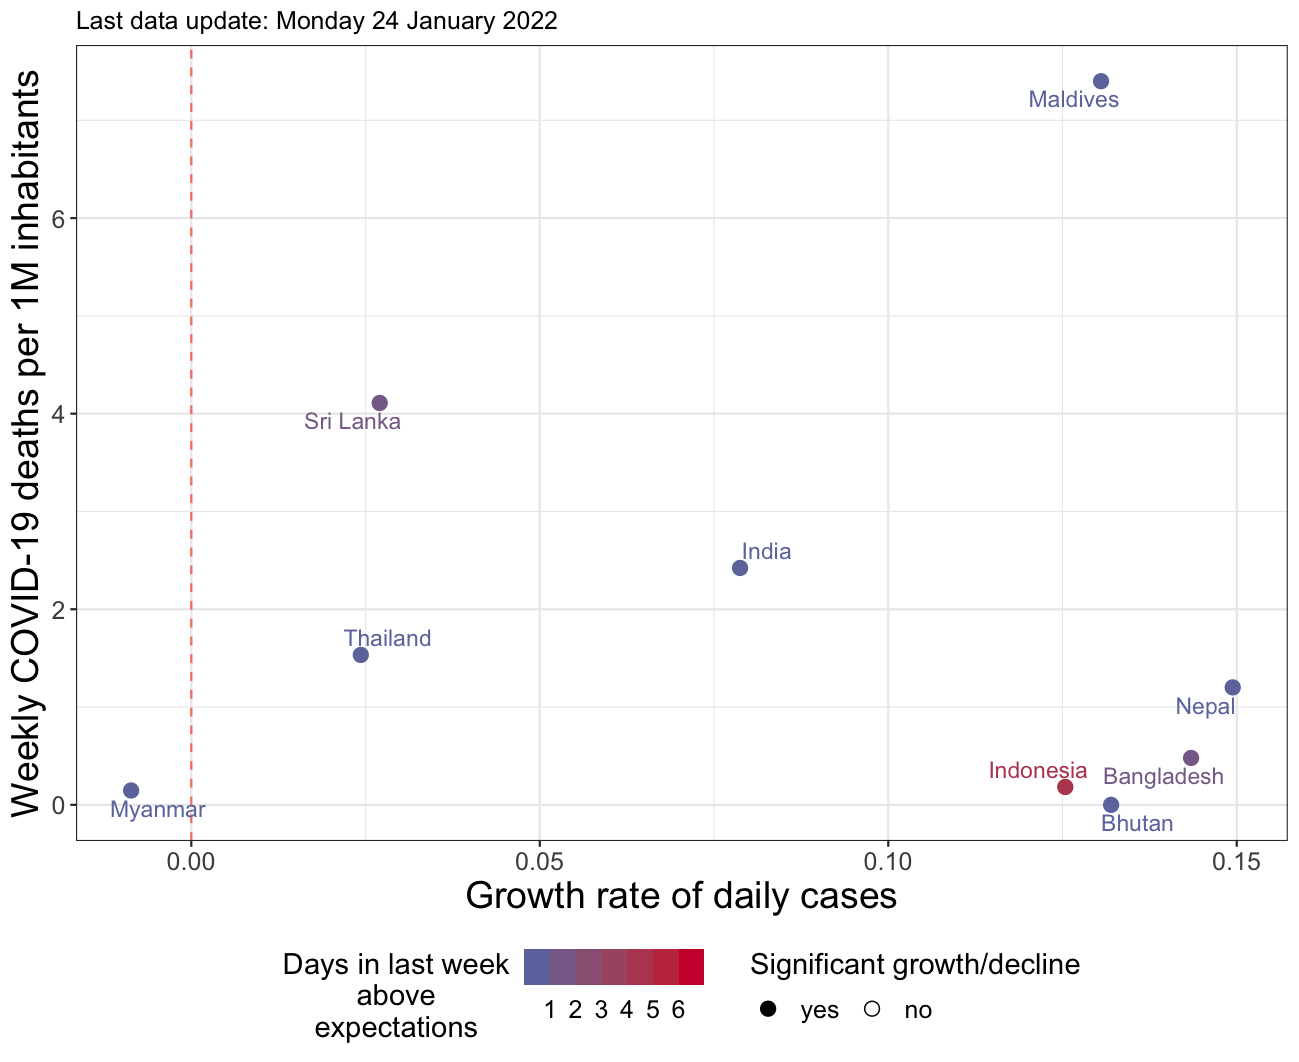 Last data update: Monday 24 January 2022
Weekly COVID-19 deaths per 1M inhabitants
6
4
2
0
Maldives
Sri Lanka
India
Thailand
Nepal
Indonesia
Bangladesh
Myanmar
Bhutan
0.00 0.05 0.10 0.15
Growth rate of daily cases
Days in last week
above
expectations
1 2 3 4 5 6
Significant growth/decline
yes no